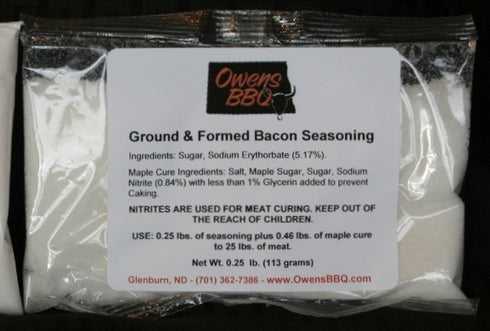 Owens
BBQ
Ground & Formed Bacon Seasoning
Ingredients: Sugar, Sodium Erythorbate (5.17%).
Maple Cure Ingredients: Salt, Maple Sugar, Sugar, Sodium
Nitrite (0.84%) with less than 1% Glycerin added to prevent
Caking.
NITRITES ARE USED FOR MEAT CURING. KEEP OUT OF
THE REACH OF CHILDREN.
USE: 0.25 lbs. of seasoning plus 0.46 lbs. of maple cure
to 25 lbs. of meat.
Net Wt. 0.25 lb. (113 grams)
Glenburn, ND - (701) 362-7386 - www.OwensBBQ.com